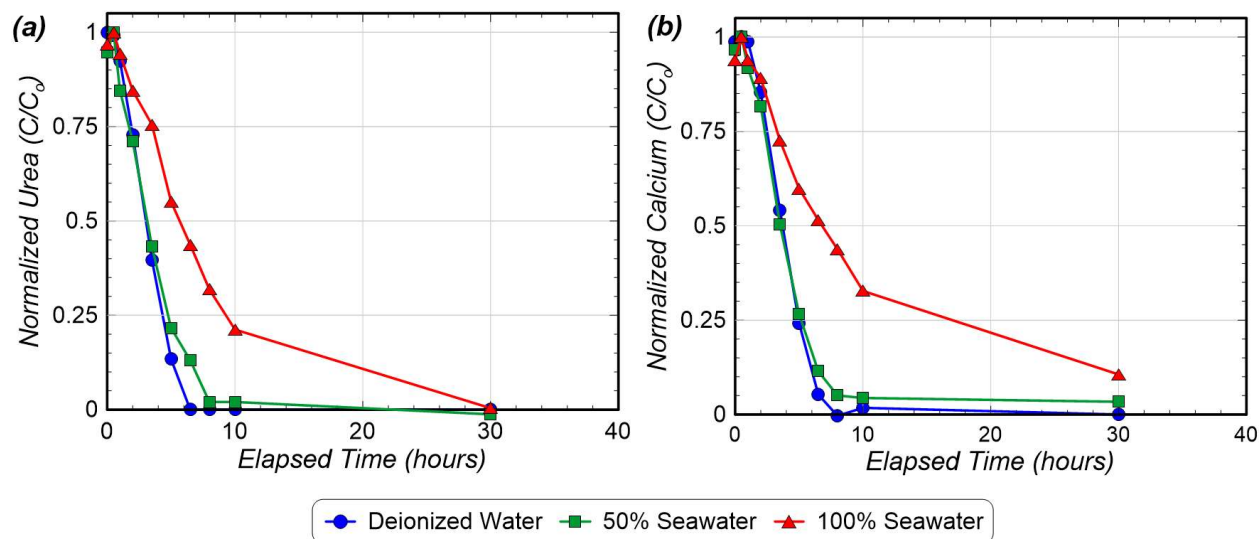 (a)
Normalized Urea (C/Co)
1
0.75
0.5
0.25
0
0 10 20 30 40
Elapsed Time (hours)
(b)
Normalized Calcium (C/Co)
1
0.75
0.5
0.25
0
0 10 20 30 40
Elapsed Time (hours)
Deionized Water 50% Seawater 100% Seawater